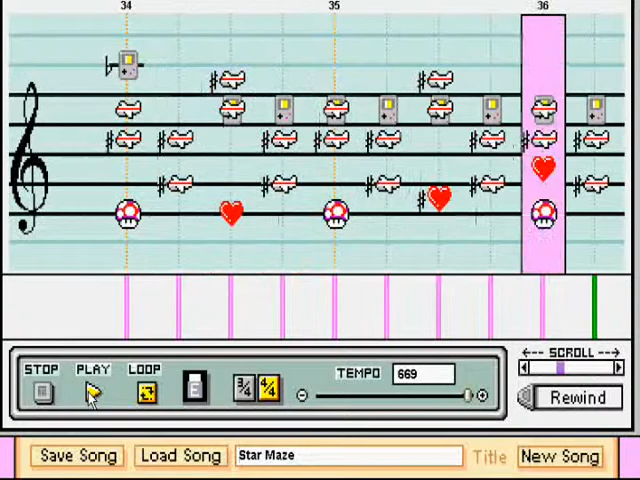 34 35 36
STOP PLAY LOOP
3/4 4/4
TEMPO 669
<-- SCROLL -->
Rewind
Save Song Load Song Star Maze Title New Song